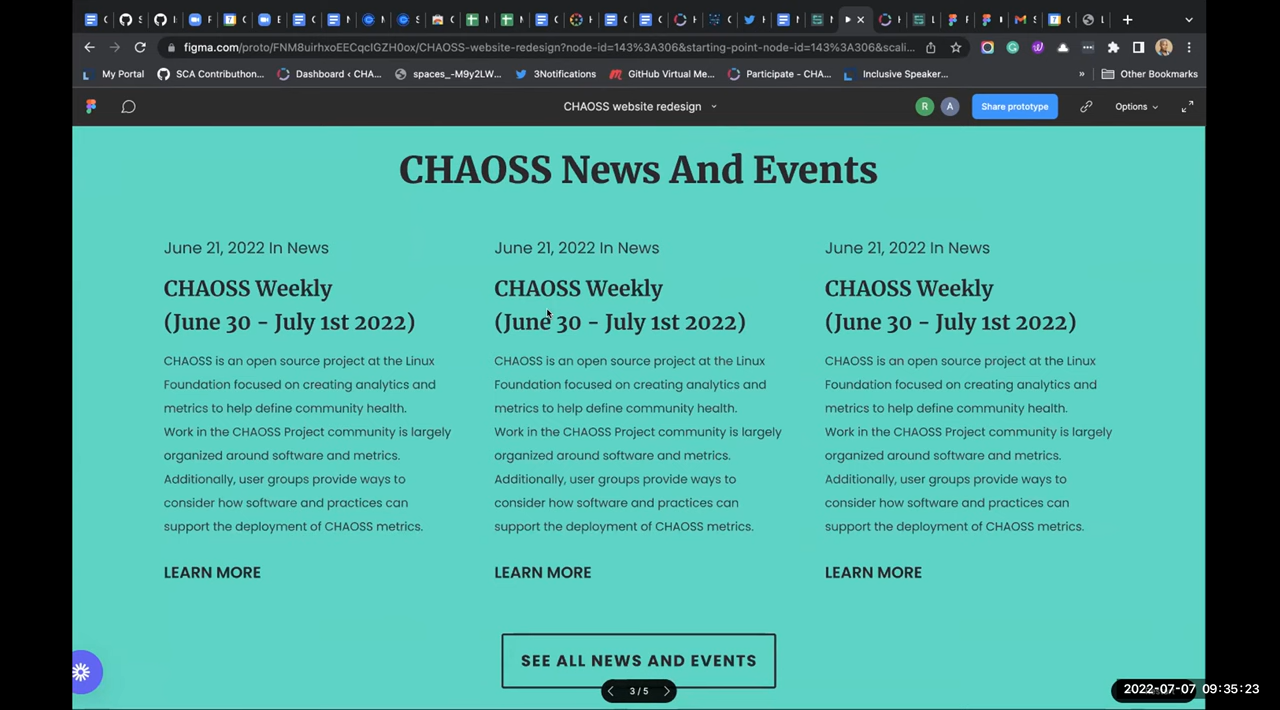 figma.com/proto/FNM8uirhxoEECqcIGZH0ox/CHAOSS-website-redesign?node-id=143%3A306&starting-point-node-id=143%3A306&scali...
My Portal
SCA Contributhon...
Dashboard ‹ CHA...
spaces_-M9y2LW...
3Notifications
GitHub Virtual Me...
Participate - CHA...
Inclusive Speaker...
»
Other Bookmarks
CHAOSS website redesign
R
A
Share prototype
Options
CHAOSS News And Events
June 21, 2022 In News
CHAOSS Weekly
(June 30 - July 1st 2022)
CHAOSS is an open source project at the Linux
Foundation focused on creating analytics and
metrics to help define community health.
Work in the CHAOSS Project community is largely
organized around software and metrics.
Additionally, user groups provide ways to
consider how software and practices can
support the deployment of CHAOSS metrics.
LEARN MORE
June 21, 2022 In News
CHAOSS Weekly
(June 30 - July 1st 2022)
CHAOSS is an open source project at the Linux
Foundation focused on creating analytics and
metrics to help define community health.
Work in the CHAOSS Project community is largely
organized around software and metrics.
Additionally, user groups provide ways to
consider how software and practices can
support the deployment of CHAOSS metrics.
LEARN MORE
June 21, 2022 In News
CHAOSS Weekly
(June 30 - July 1st 2022)
CHAOSS is an open source project at the Linux
Foundation focused on creating analytics and
metrics to help define community health.
Work in the CHAOSS Project community is largely
organized around software and metrics.
Additionally, user groups provide ways to
consider how software and practices can
support the deployment of CHAOSS metrics.
LEARN MORE
SEE ALL NEWS AND EVENTS
3 / 5
2022-07-07 09:35:23